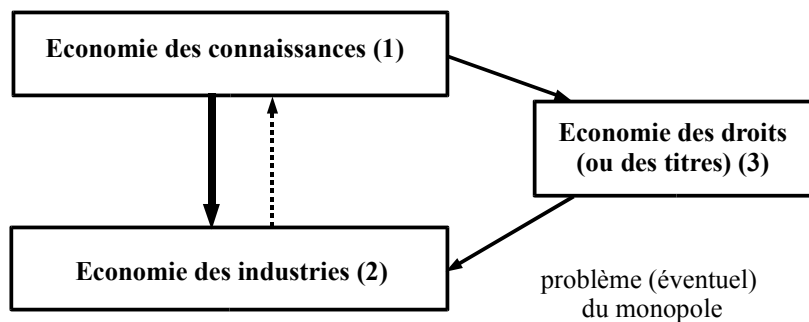 Economie des connaissances (1)
Economie des droits
(ou des titres) (3)
Economie des industries (2)
problème (éventuel)
du monopole